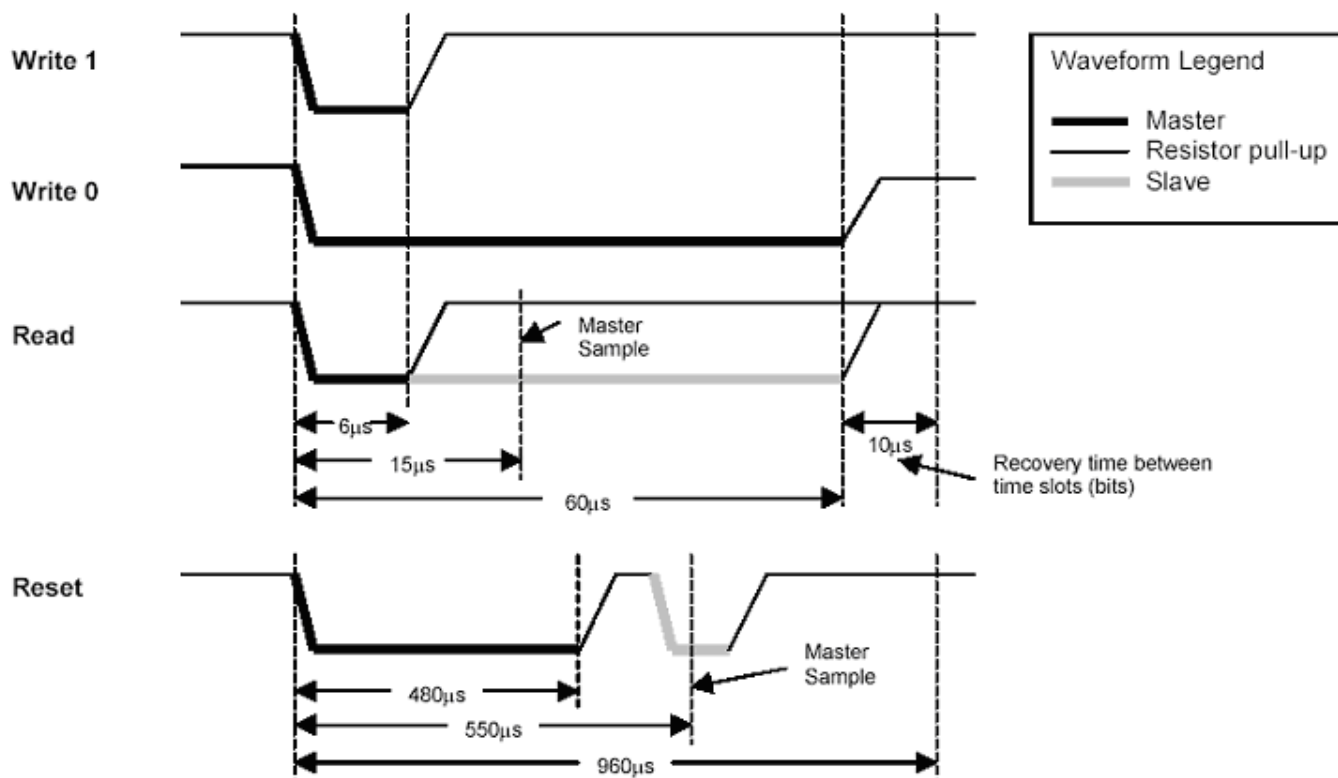 Write 1
Waveform Legend
Master
Resistor pull-up
Slave
Write 0
Read
Master
Sample
6μs
15μs
10μs
Recovery time between
time slots (bits)
60μs
Reset
Master
Sample
480μs
550μs
960μs